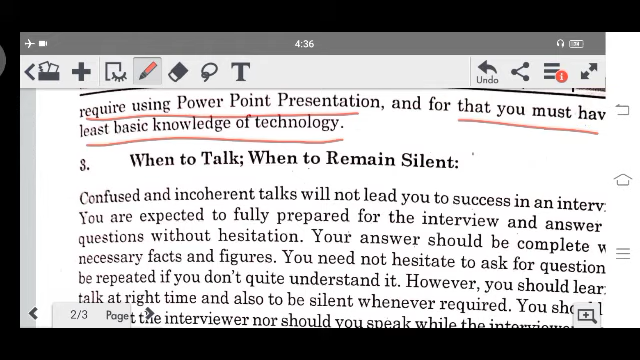 4:36
28
T
Undo
require using Power Point Presentation, and for that you must hav
least basic knowledge of technology.
3. When to Talk; When to Remain Silent:
Confused and incoherent talks will not lead you to success in an interv
You are expected to fully prepared for the interview and answer
questions without hesitation. Your answer should be complete w
necessary facts and figures. You need not hesitate to ask for question
be repeated if you don't quite understand it. However, you should lear
talk at right time and also to be silent whenever required. You sho l
2/3 Page
t the interviewer nor should you speak while the interviewe